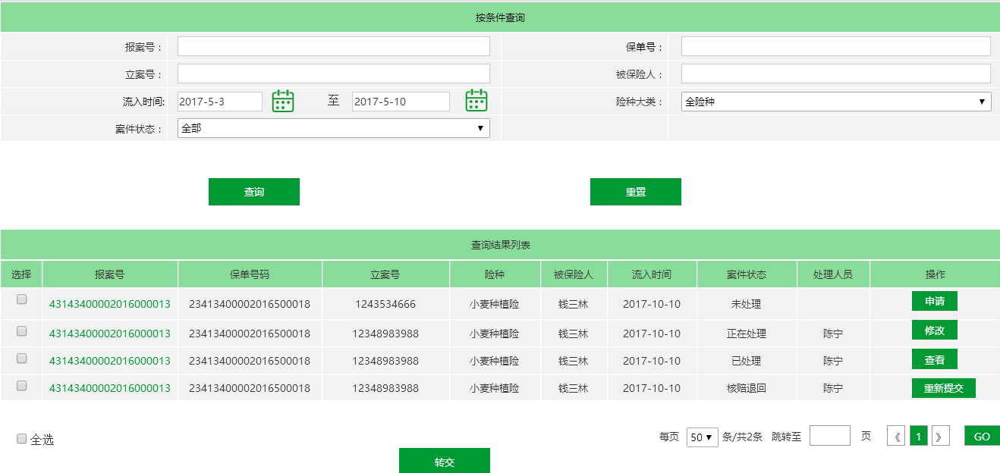 按条件查询
报案号： 保单号：
立案号： 被保险人：
流入时间: 2017-5-3 至 2017-5-10 险种大类： 全险种
案件状态： 全部
查询 重置
查询结果列表
选择 报案号 保单号码 立案号 险种 被保险人 流入时间 案件状态 处理人员 操作
43143400002016000013 23413400002016500018 1243534666 小麦种植险 钱三林 2017-10-10 未处理 申请
43143400002016000013 23413400002016500018 12348983988 小麦种植险 钱三林 2017-10-10 正在处理 陈宁 修改
43143400002016000013 23413400002016500018 12348983988 小麦种植险 钱三林 2017-10-10 已处理 陈宁 查看
43143400002016000013 23413400002016500018 12348983988 小麦种植险 钱三林 2017-10-10 核赔退回 陈宁 重新提交
全选 每页 50 条/共2条 跳转至 页 《 1 》 GO
转交